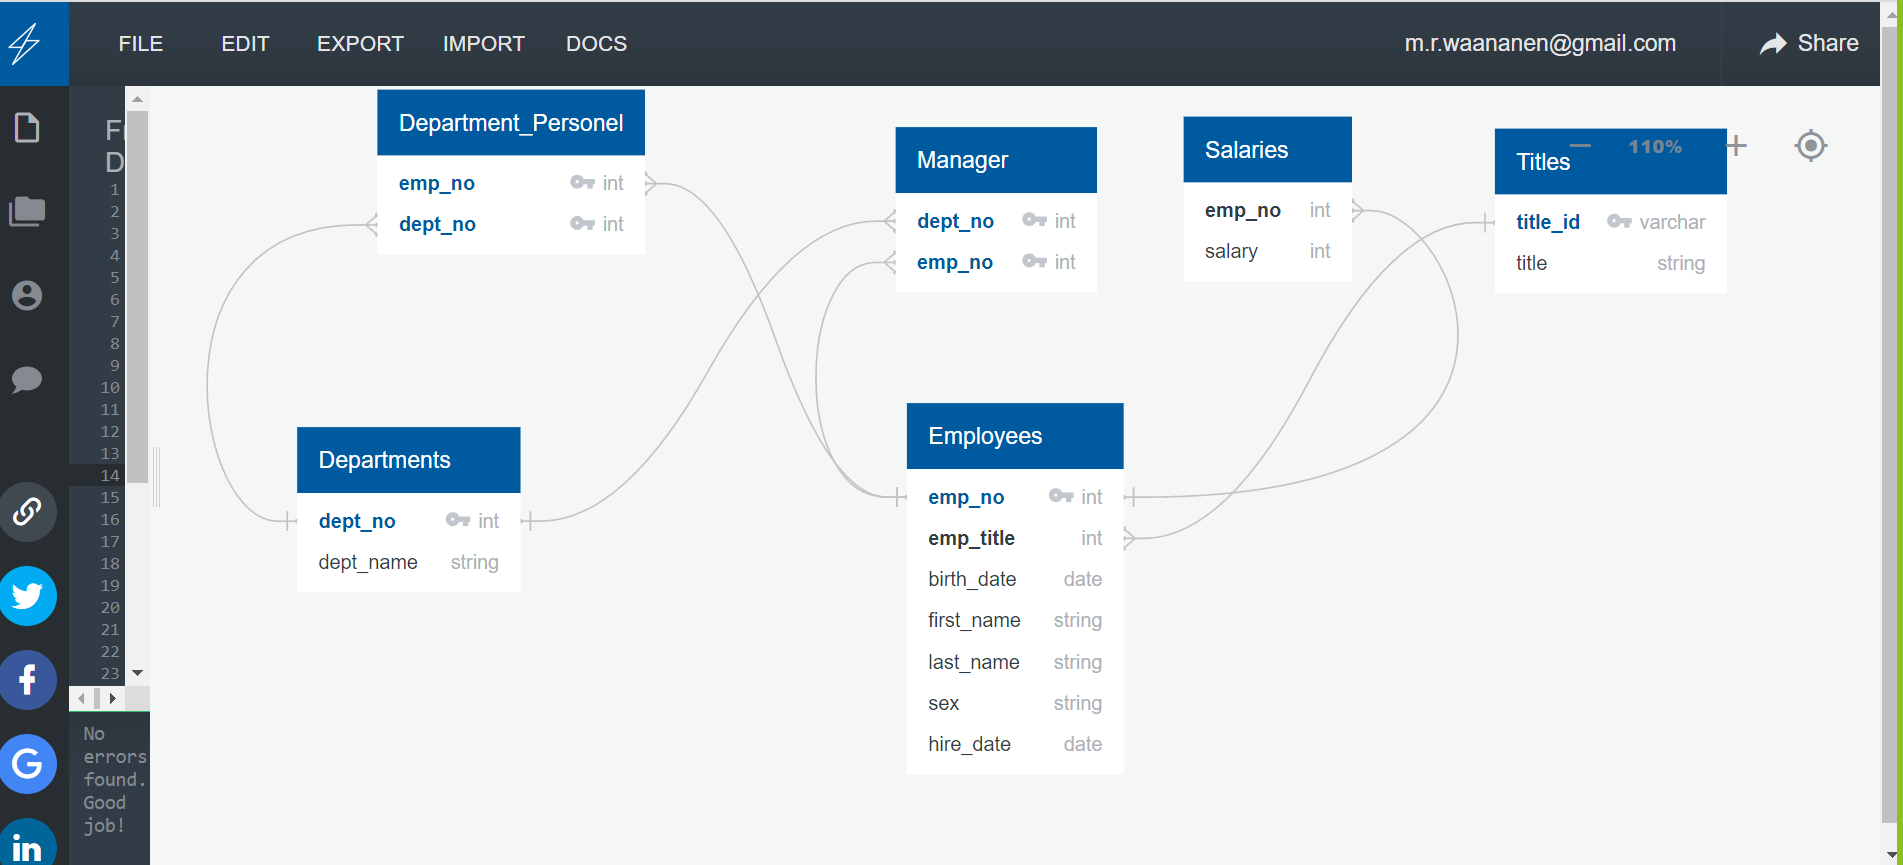 FILE EDIT EXPORT IMPORT DOCS m.r.waananen@gmail.com Share
F
D
1
2
3
4
5
6
7
8
9
10
11
12
13
14
15
16
17
18
19
20
21
22
23
No
errors
found.
Good
job!
Department_Personel
emp_no int
dept_no int
Manager
dept_no int
emp_no int
Salaries
emp_no int
salary int
110%
Titles
title_id varchar
title string
Departments
dept_no int
dept_name string
Employees
emp_no int
emp_title int
birth_date date
first_name string
last_name string
sex string
hire_date date
f
G
in